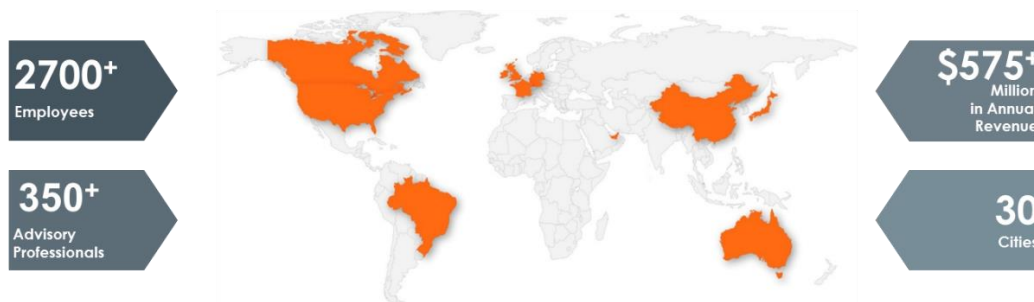 2700+
Employees
350+
Advisory
Professionals
$575+
Million
in Annual
Revenue
30
Cities